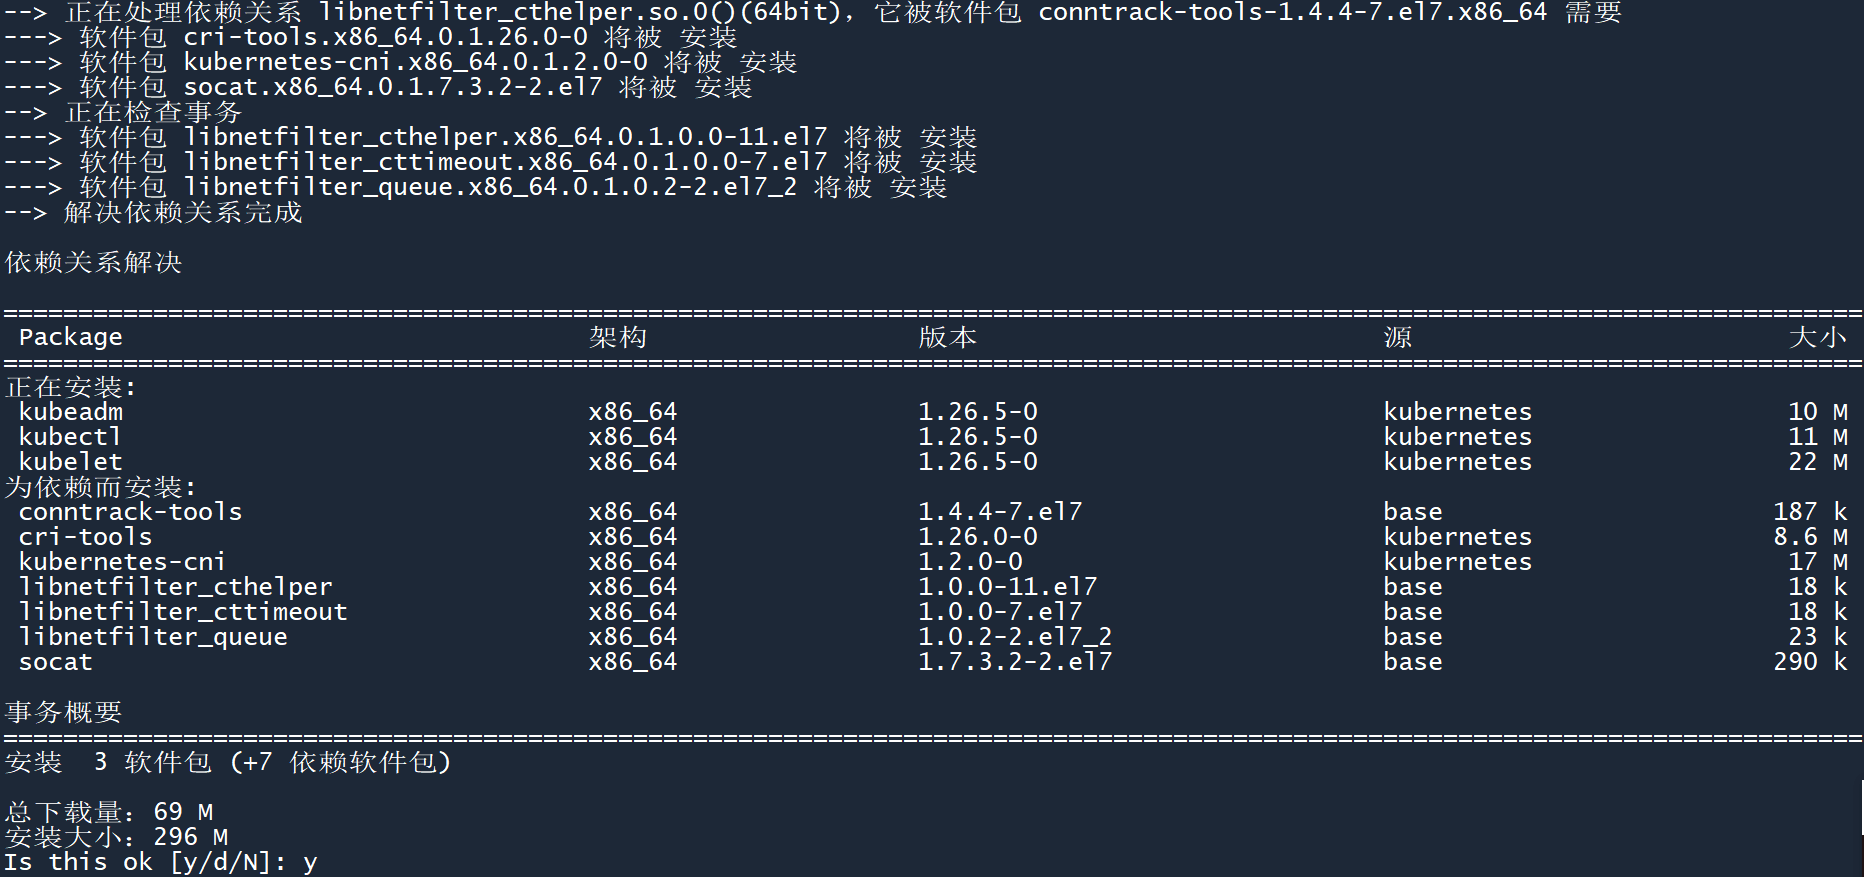 --> 正在处理依赖关系 libnetfilter_cthelper.so.0()(64bit)，它被软件包 conntrack-tools-1.4.4-7.el7.x86_64 需要
---> 软件包 cri-tools.x86_64.0.1.26.0-0 将被 安装
---> 软件包 kubernetes-cni.x86_64.0.1.2.0-0 将被 安装
---> 软件包 socat.x86_64.0.1.7.3.2-2.el7 将被 安装
--> 正在检查事务
---> 软件包 libnetfilter_cthelper.x86_64.0.1.0.0-11.el7 将被 安装
---> 软件包 libnetfilter_cttimeout.x86_64.0.1.0.0-7.el7 将被 安装
---> 软件包 libnetfilter_queue.x86_64.0.1.0.2-2.el7_2 将被 安装
--> 解决依赖关系完成
依赖关系解决
Package 架构 版本 源 大小
正在安装:
kubeadm x86_64 1.26.5-0 kubernetes 10 M
kubectl x86_64 1.26.5-0 kubernetes 11 M
kubelet x86_64 1.26.5-0 kubernetes 22 M
为依赖而安装:
conntrack-tools x86_64 1.4.4-7.el7 base 187 k
cri-tools x86_64 1.26.0-0 kubernetes 8.6 M
kubernetes-cni x86_64 1.2.0-0 kubernetes 17 M
libnetfilter_cthelper x86_64 1.0.0-11.el7 base 18 k
libnetfilter_cttimeout x86_64 1.0.0-7.el7 base 18 k
libnetfilter_queue x86_64 1.0.2-2.el7_2 base 23 k
socat x86_64 1.7.3.2-2.el7 base 290 k
事务概要
安装 3 软件包 (+7 依赖软件包)
总下载量：69 M
安装大小：296 M
Is this ok [y/d/N]: y